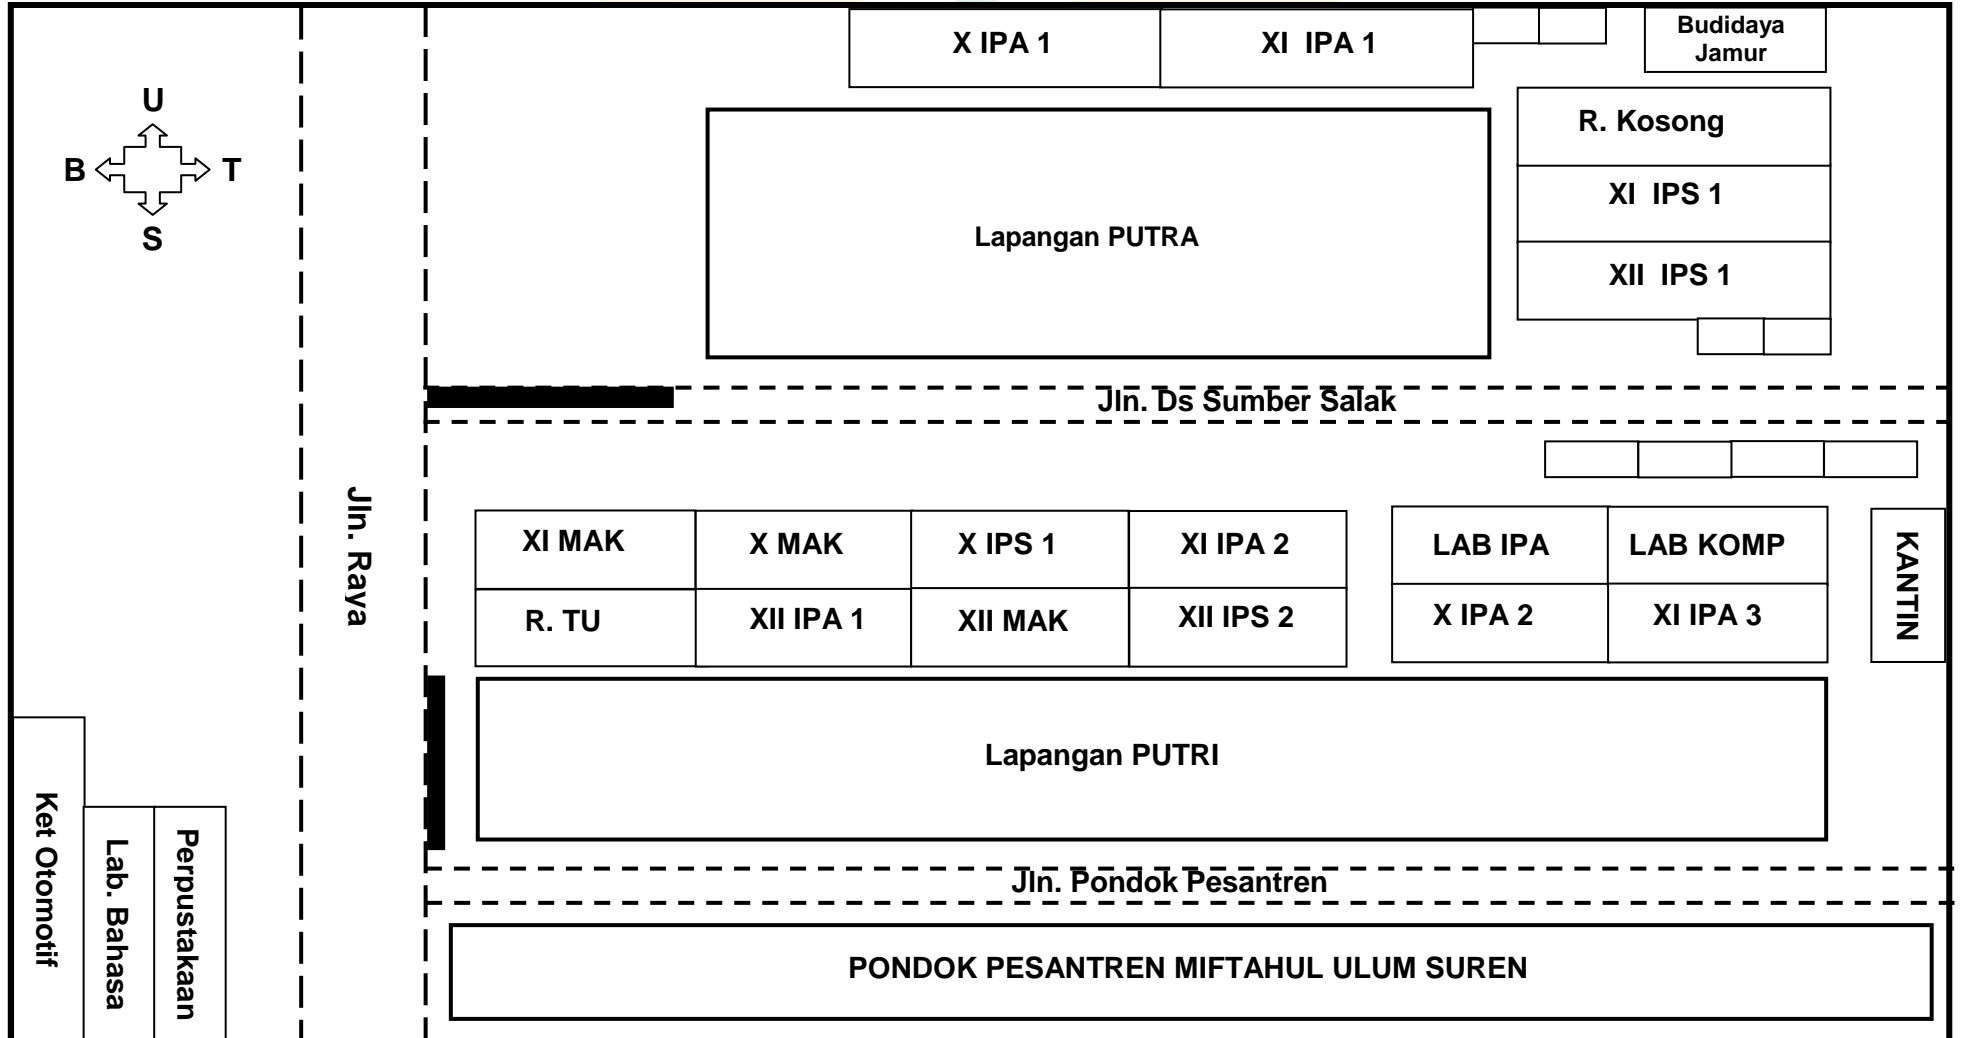 X IPA 1
XI IPA 1
Budidaya
Jamur
U
B
T
S
R. Kosong
XI IPS 1
XII IPS 1
Lapangan PUTRA
Jln. Ds Sumber Salak
Jln. Raya
XI MAK
X MAK
X IPS 1
XI IPA 2
LAB IPA
LAB KOMP
KANTIN
R. TU
XII IPA 1
XII MAK
XII IPS 2
X IPA 2
XI IPA 3
Lapangan PUTRI
Ket Otomotif
Lab. Bahasa
Perpustakaan
Jln. Pondok Pesantren
PONDOK PESANTREN MIFTAHUL ULUM SUREN